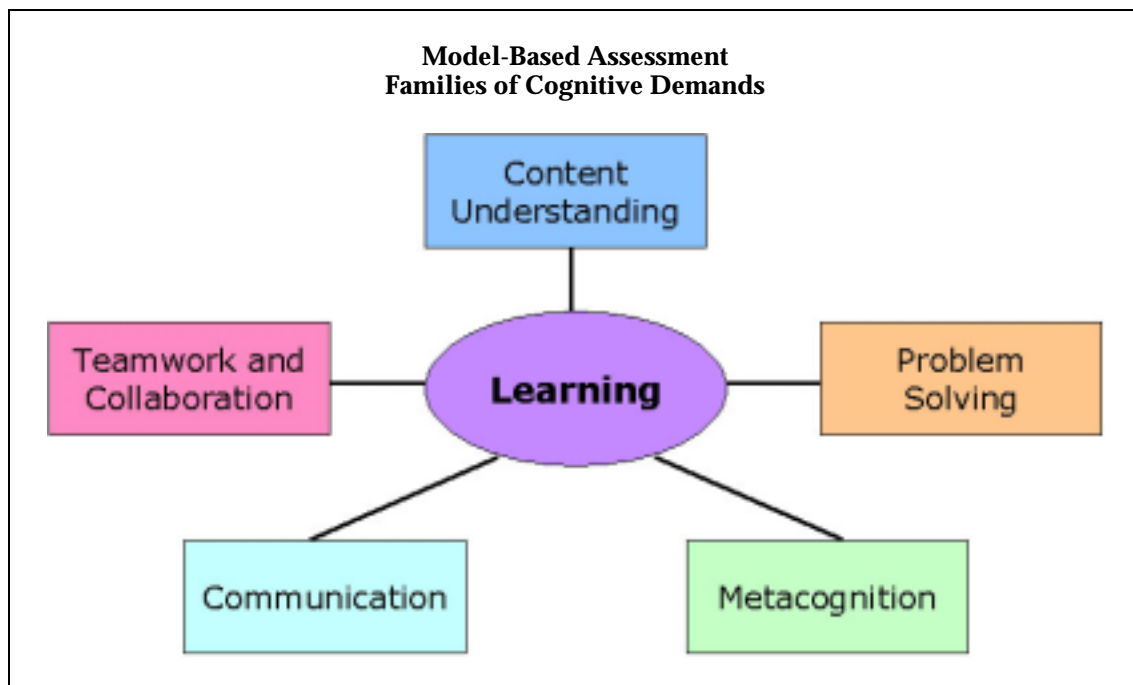 Model-Based Assessment
Families of Cognitive Demands
Content
Understanding
Teamwork and
Collaboration
Learning
Problem
Solving
Communication
Metacognition